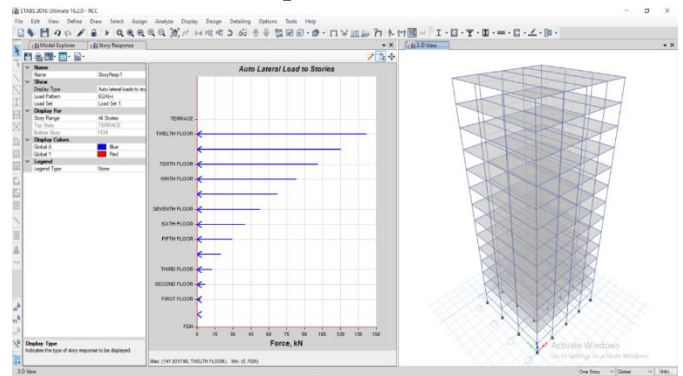 ETABS 2016 Ultimate 16.2.0 - RCC
File Edit View Define Draw Select Assign Analyze Display Design Detailing Options Tools Help
Model Explorer Story Response 3-D View
Name
Name StoryResp1
Show
Display Type Auto lateral loads to sto
Load Pattern
Load Set Load Set 1
Display For
Story Range All Stories
Top Story TERRACE
Bottom Story FDN
Display Colors
Global X Blue
Global Y Red
Legend
Legend Type None
Auto Lateral Load to Stories
TERRACE
TWELTH FLOOR
TENTH FLOOR
NINTH FLOOR
SEVENTH FLOOR
SIXTH FLOOR
FIFTH FLOOR
THIRD FLOOR
SECOND FLOOR
FIRST FLOOR
FDN
0 15 30 45 60 75 90 105 120 135 150
Force, kN
Display Type
Indicates the type of story response to be displayed.
Activate Windows
Go to Settings to activate Windows.
3-D View One Story Global Units...